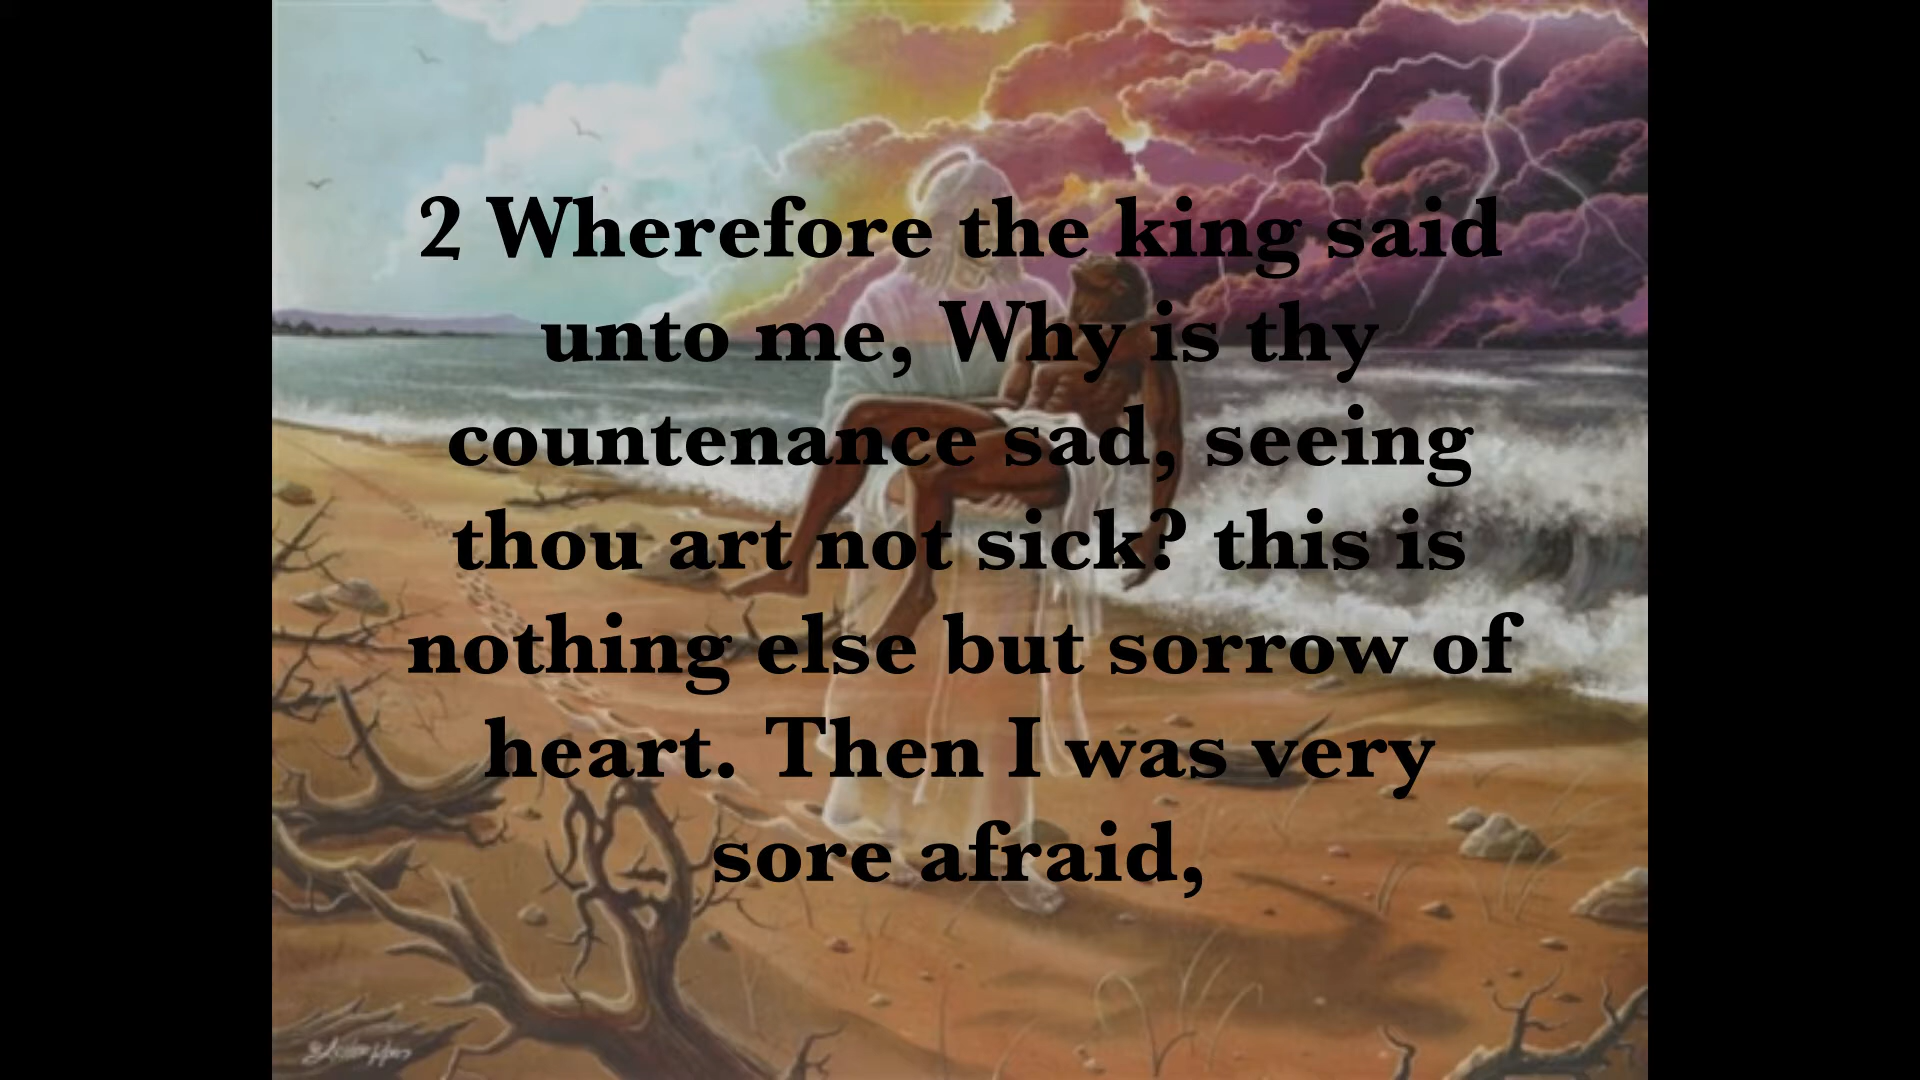 2 Wherefore the king said
unto me, Why is thy
countenance sad, seeing
thou art not sick? this is
nothing else but sorrow of
heart. Then I was very
sore afraid,